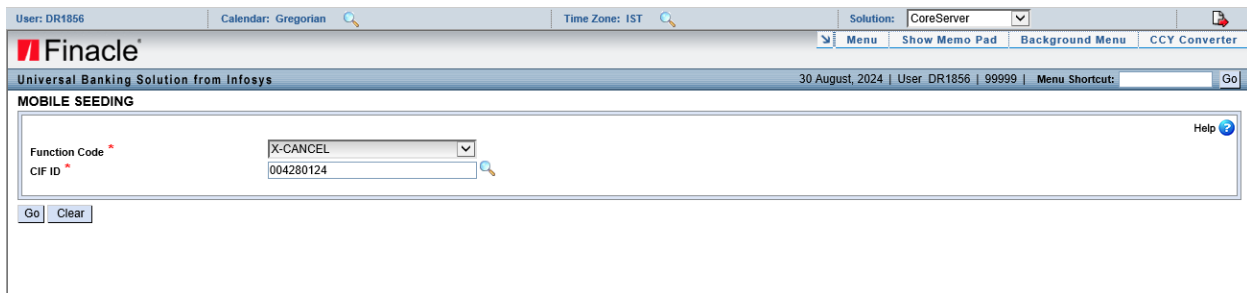 User: DR1856 Calendar: Gregorian Time Zone: IST Solution: CoreServer
Finacle
Menu Show Memo Pad Background Menu CCY Converter
Universal Banking Solution from Infosys 30 August, 2024 | User DR1856 | 99999 | Menu Shortcut: Go
MOBILE SEEDING
Help ?
Function Code * X-CANCEL
CIF ID * 004280124
Go Clear